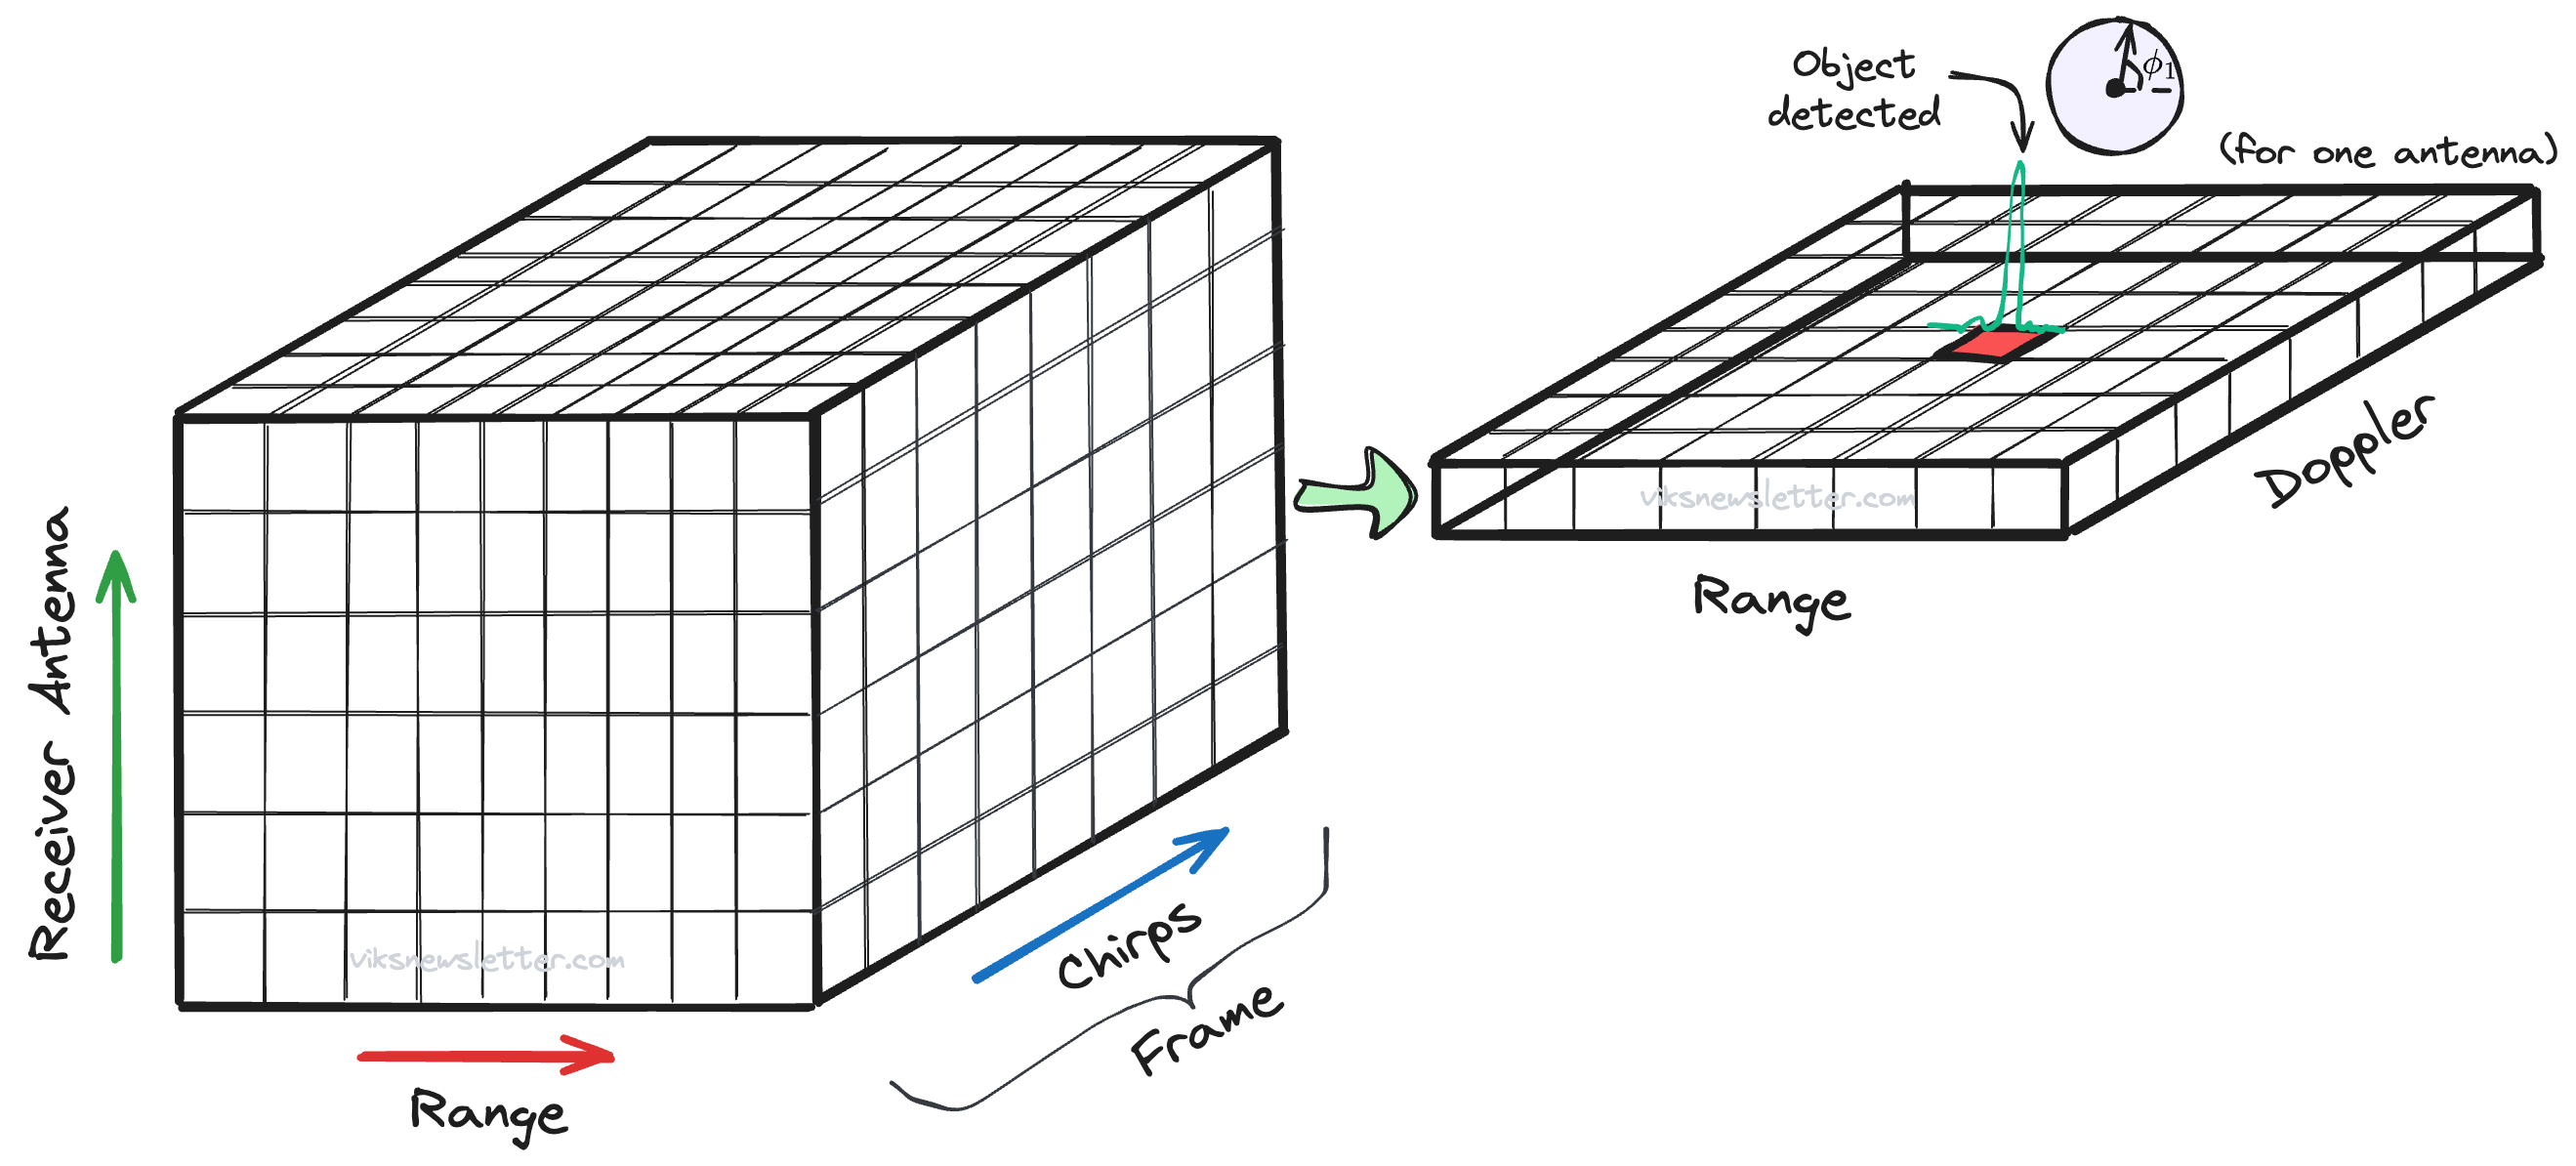 Object
detected
ϕ₁
(for one antenna)
Receiver Antenna
viksnewsletter.com
Range
Chirps
Frame
viksnewsletter.com
Range
Doppler